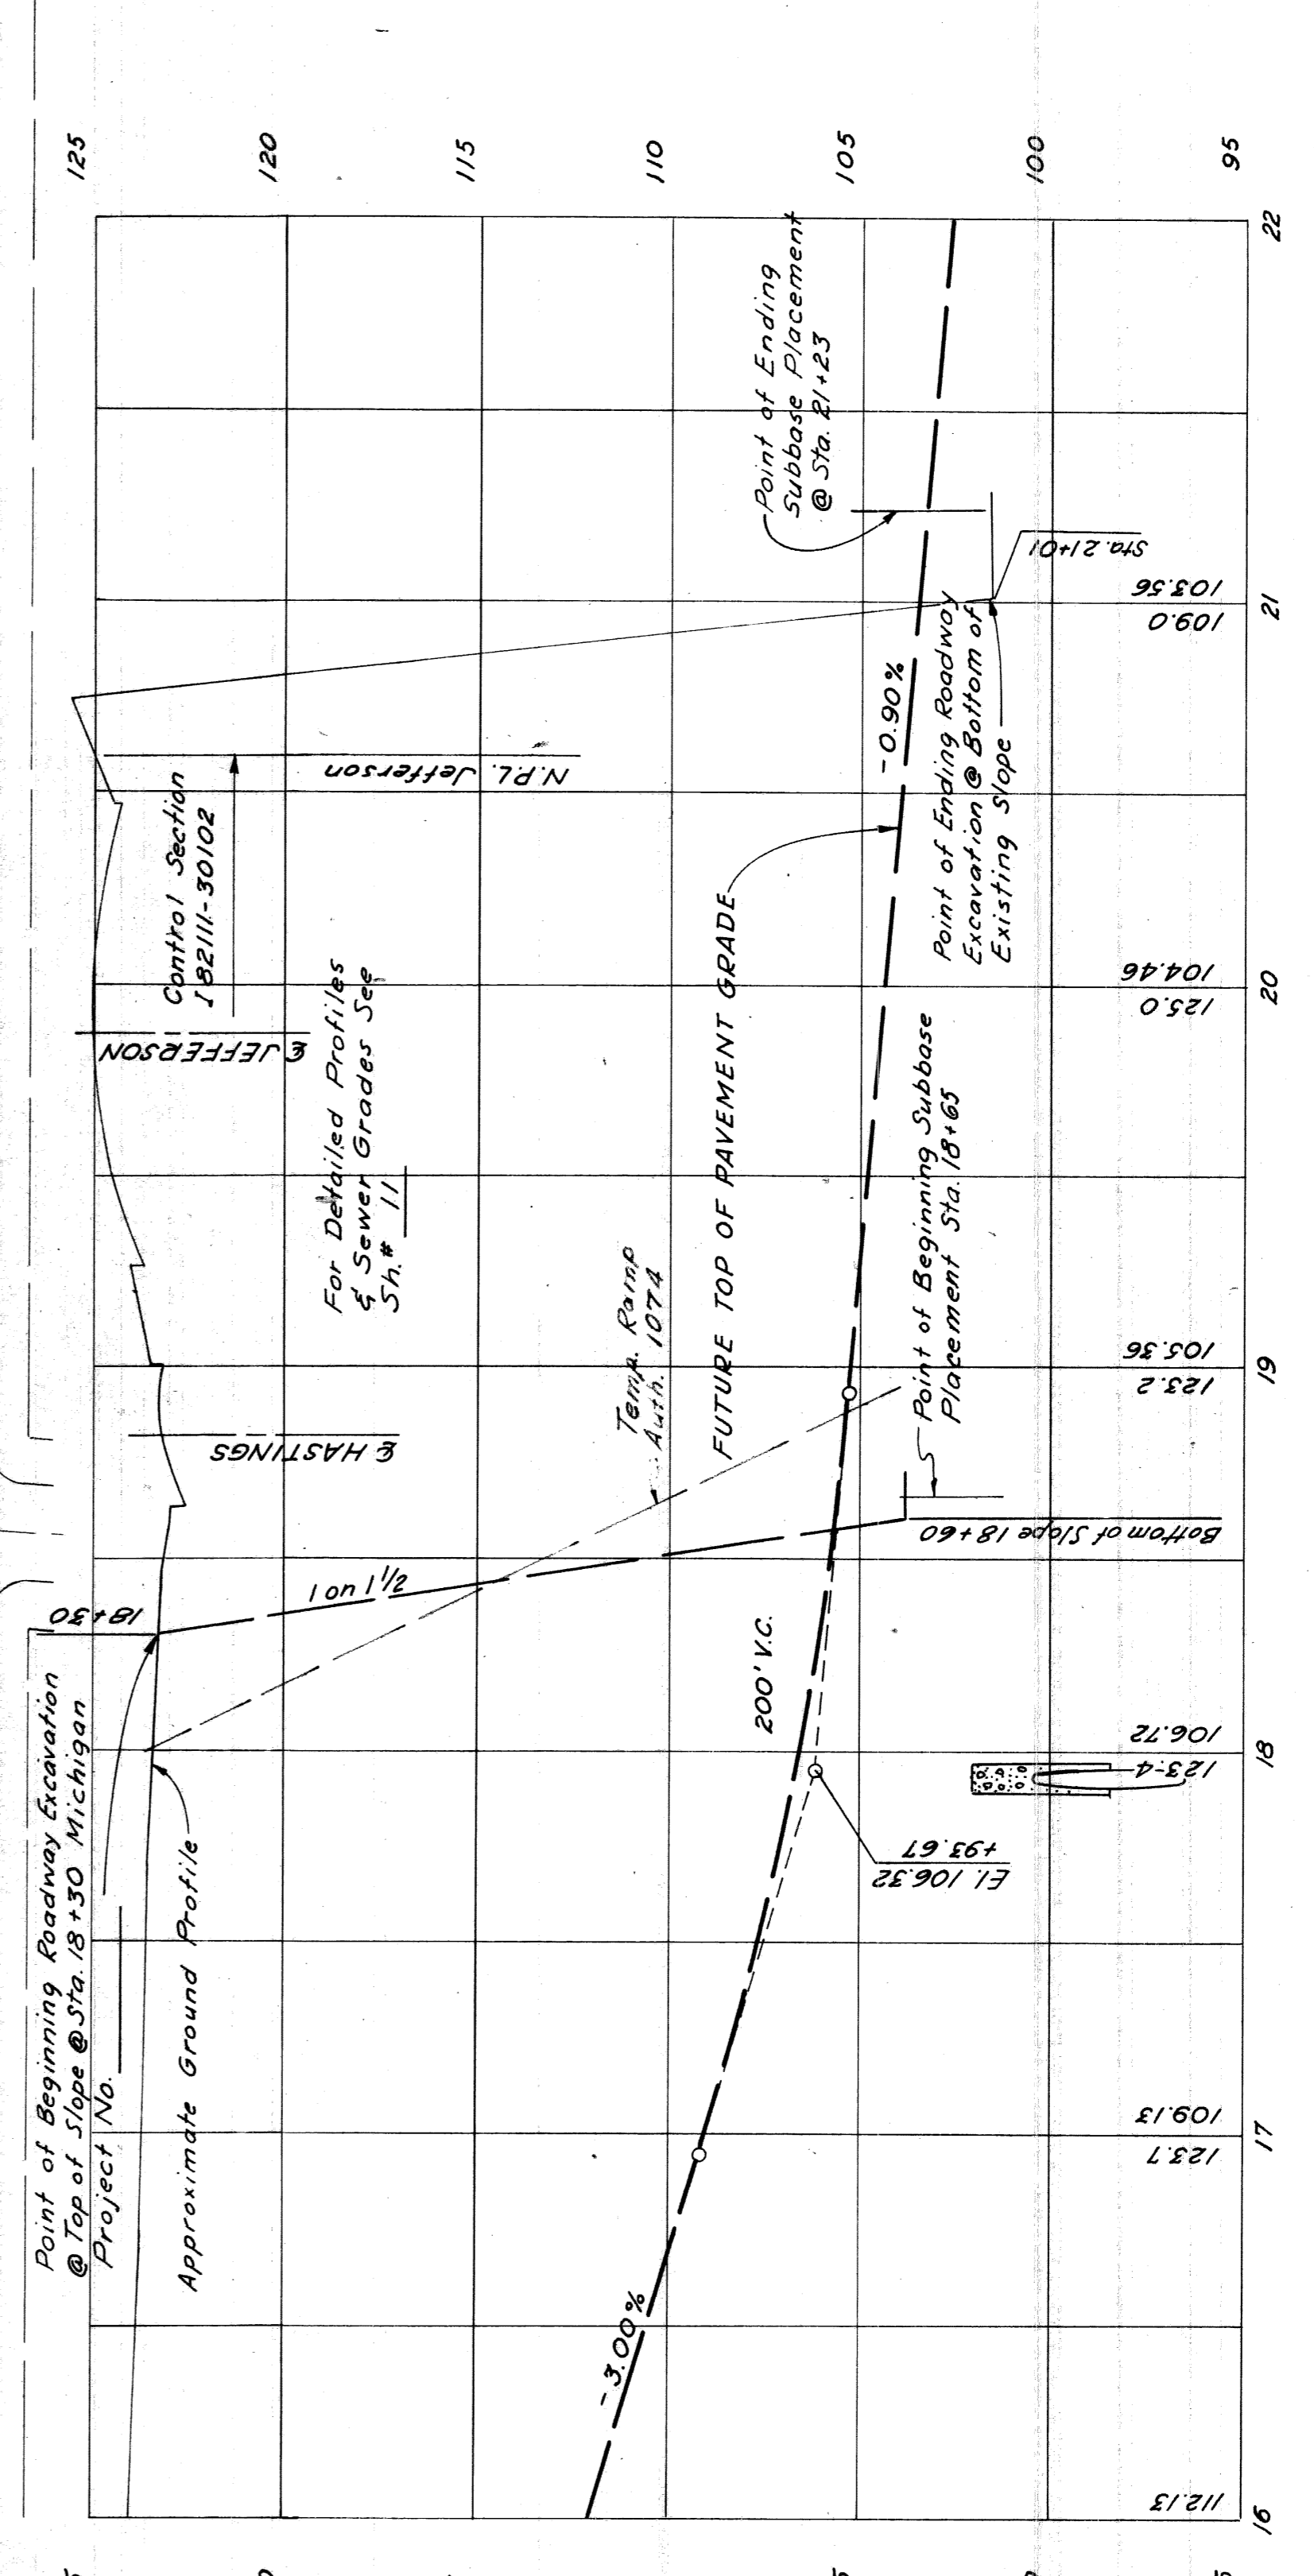 Point of Beginning Roadway Excavation
@ Top of Slope @ Sta. 18+30 Michigan
Project No.
18+30
Approximate Ground Profile
1 on 1 1/2
℄ HASTINGS
℄ JEFFERSON
Control Section
I 82111-30102
N.P.L. Jefferson
For Detailed Profiles
& Sewer Grades See
Sh.# 11
Temp. Ramp
Auth. 1074
FUTURE TOP OF PAVEMENT GRADE
-3.00%
200' V.C.
-0.90%
El. 106.32
+93.67
Bottom of Slope 18+60
Point of Beginning Subbase
Placement Sta. 18+65
Point of Ending Roadway
Excavation @ Bottom of
Existing Slope
Sta. 21+01
Point of Ending
Subbase Placement
@ Sta. 21+23
125
120
115
110
105
100
95
112.13
109.13
123.7
106.72
123.4
105.36
123.2
104.46
125.0
103.56
109.0
16
17
18
19
20
21
22